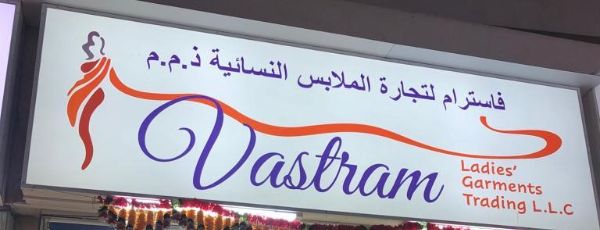 فاسترام لتجارة الملابس النسائية ذ.م.م
Vastram
Ladies'
Garments
Trading L.L.C